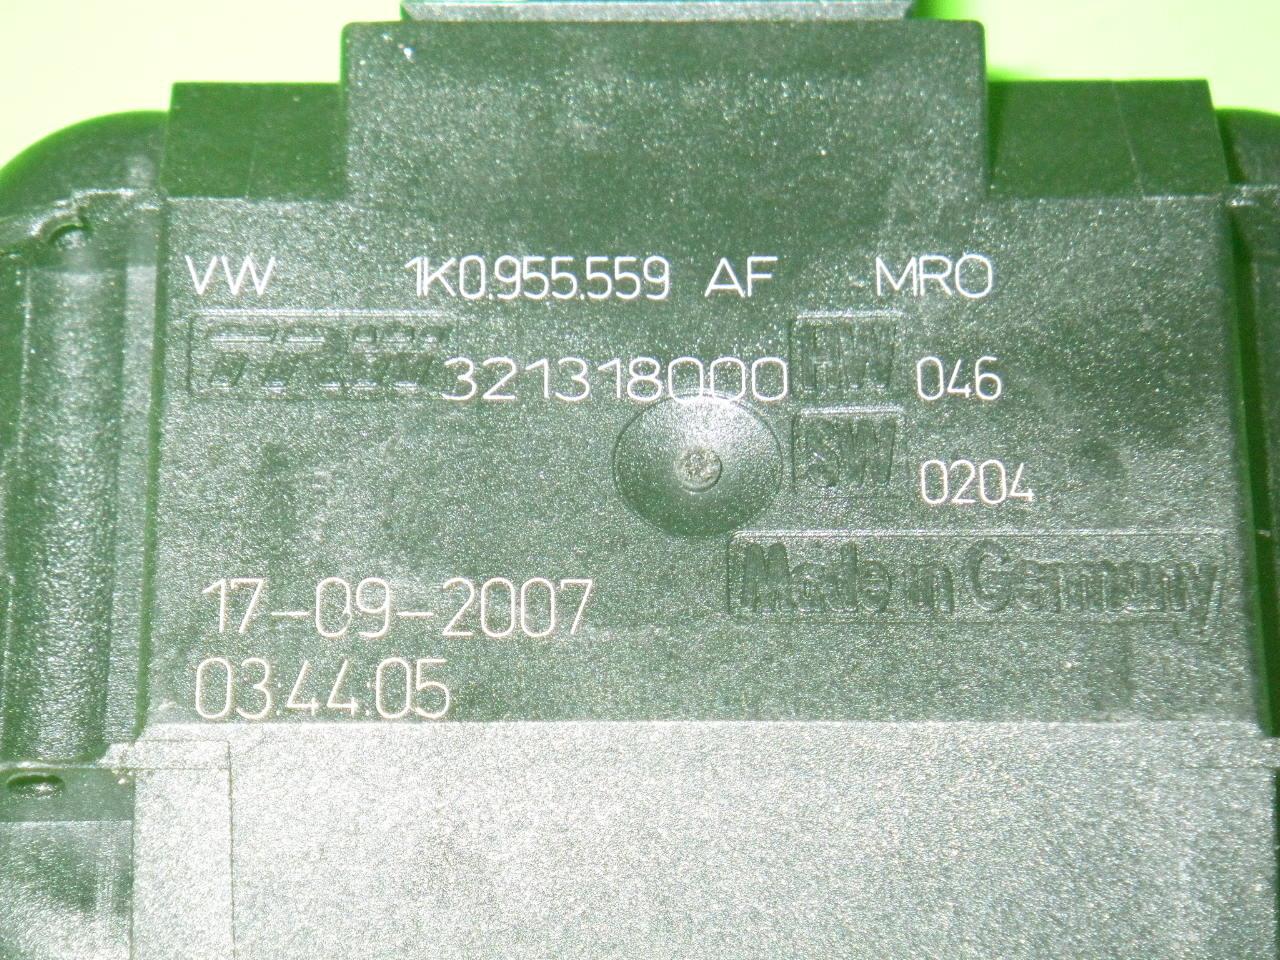 VW 1K0.955.559 AF MRO
321318000 HW 046
SW 0204
Made in Germany
17-09-2007
03:44:05